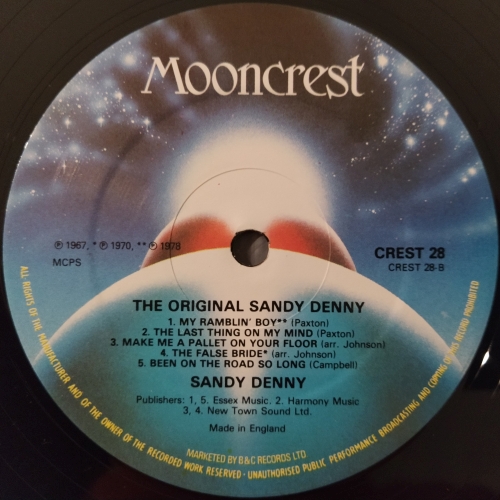 Mooncrest
℗ 1967, * ℗ 1970, ** ℗ 1978
MCPS
CREST 28
CREST 28-B
THE ORIGINAL SANDY DENNY
1. MY RAMBLIN' BOY** (Paxton)
2. THE LAST THING ON MY MIND (Paxton)
3. MAKE ME A PALLET ON YOUR FLOOR (arr. Johnson)
4. THE FALSE BRIDE* (arr. Johnson)
5. BEEN ON THE ROAD SO LONG (Campbell)
SANDY DENNY
Publishers: 1, 5. Essex Music. 2. Harmony Music
3, 4. New Town Sound Ltd.
Made in England
MARKETED BY B&C RECORDS LTD
ALL RIGHTS OF THE MANUFACTURER AND OF THE OWNER OF THE RECORDED WORK RESERVED - UNAUTHORISED PUBLIC PERFORMANCE BROADCASTING AND COPYING OF THIS RECORD PROHIBITED